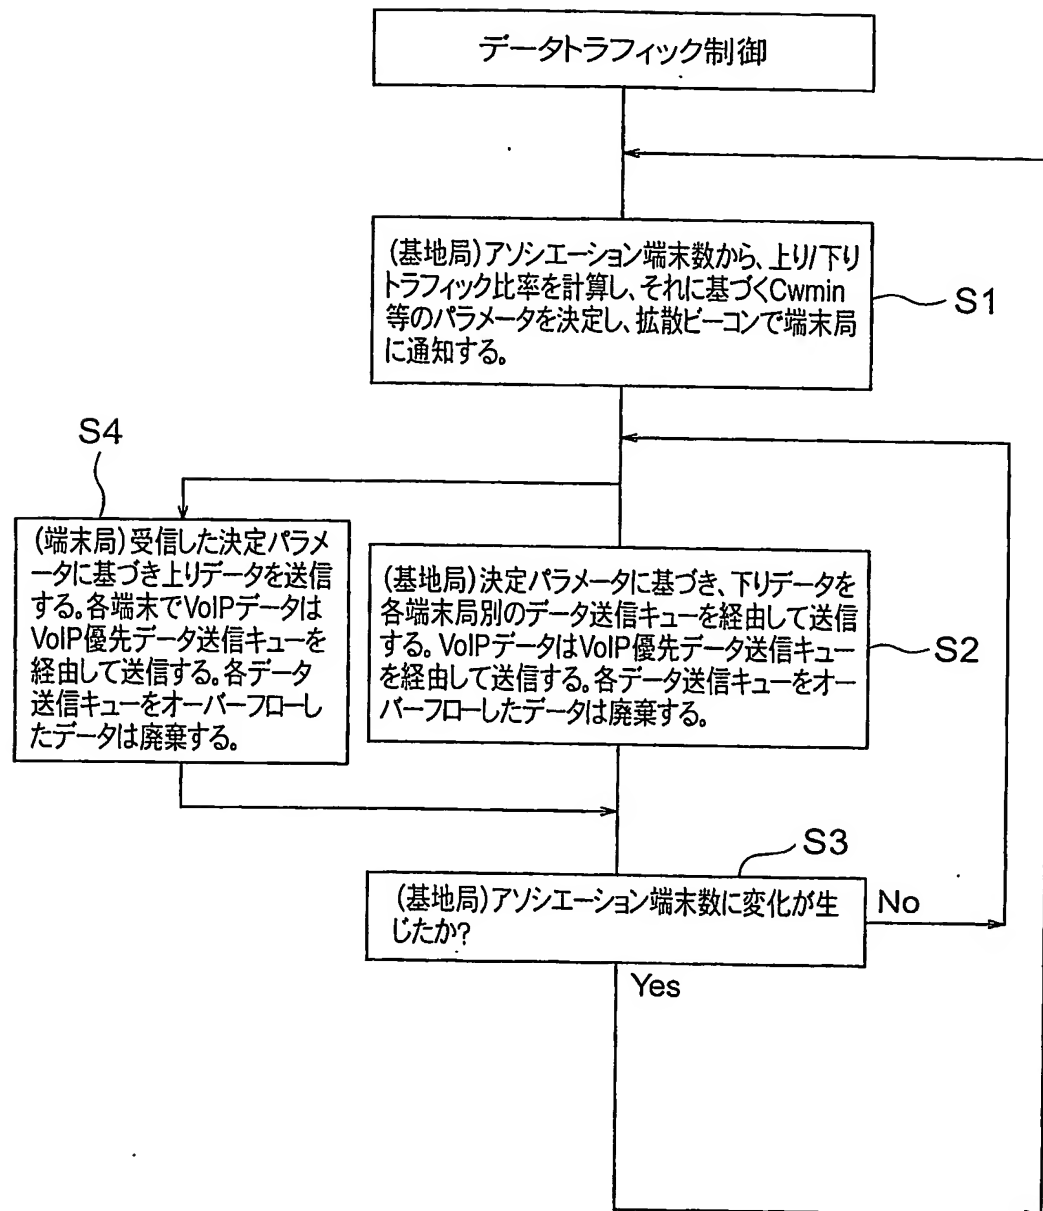 データトラフィック制御
(基地局)アソシエーション端末数から、上り/下り
トラフィック比率を計算し、それに基づくCwmin
等のパラメータを決定し、拡散ビーコンで端末局
に通知する。
S1
S4
(端末局)受信した決定パラメ
ータに基づき上りデータを送信
する。各端末でVoIPデータは
VoIP優先データ送信キューを
経由して送信する。各データ
送信キューをオーバーフローし
たデータは廃棄する。
(基地局)決定パラメータに基づき、下りデータを
各端末局別のデータ送信キューを経由して送信
する。VoIPデータはVoIP優先データ送信キュー
を経由して送信する。各データ送信キューをオー
バーフローしたデータは廃棄する。
S2
S3
(基地局)アソシエーション端末数に変化が生
じたか?
No
Yes